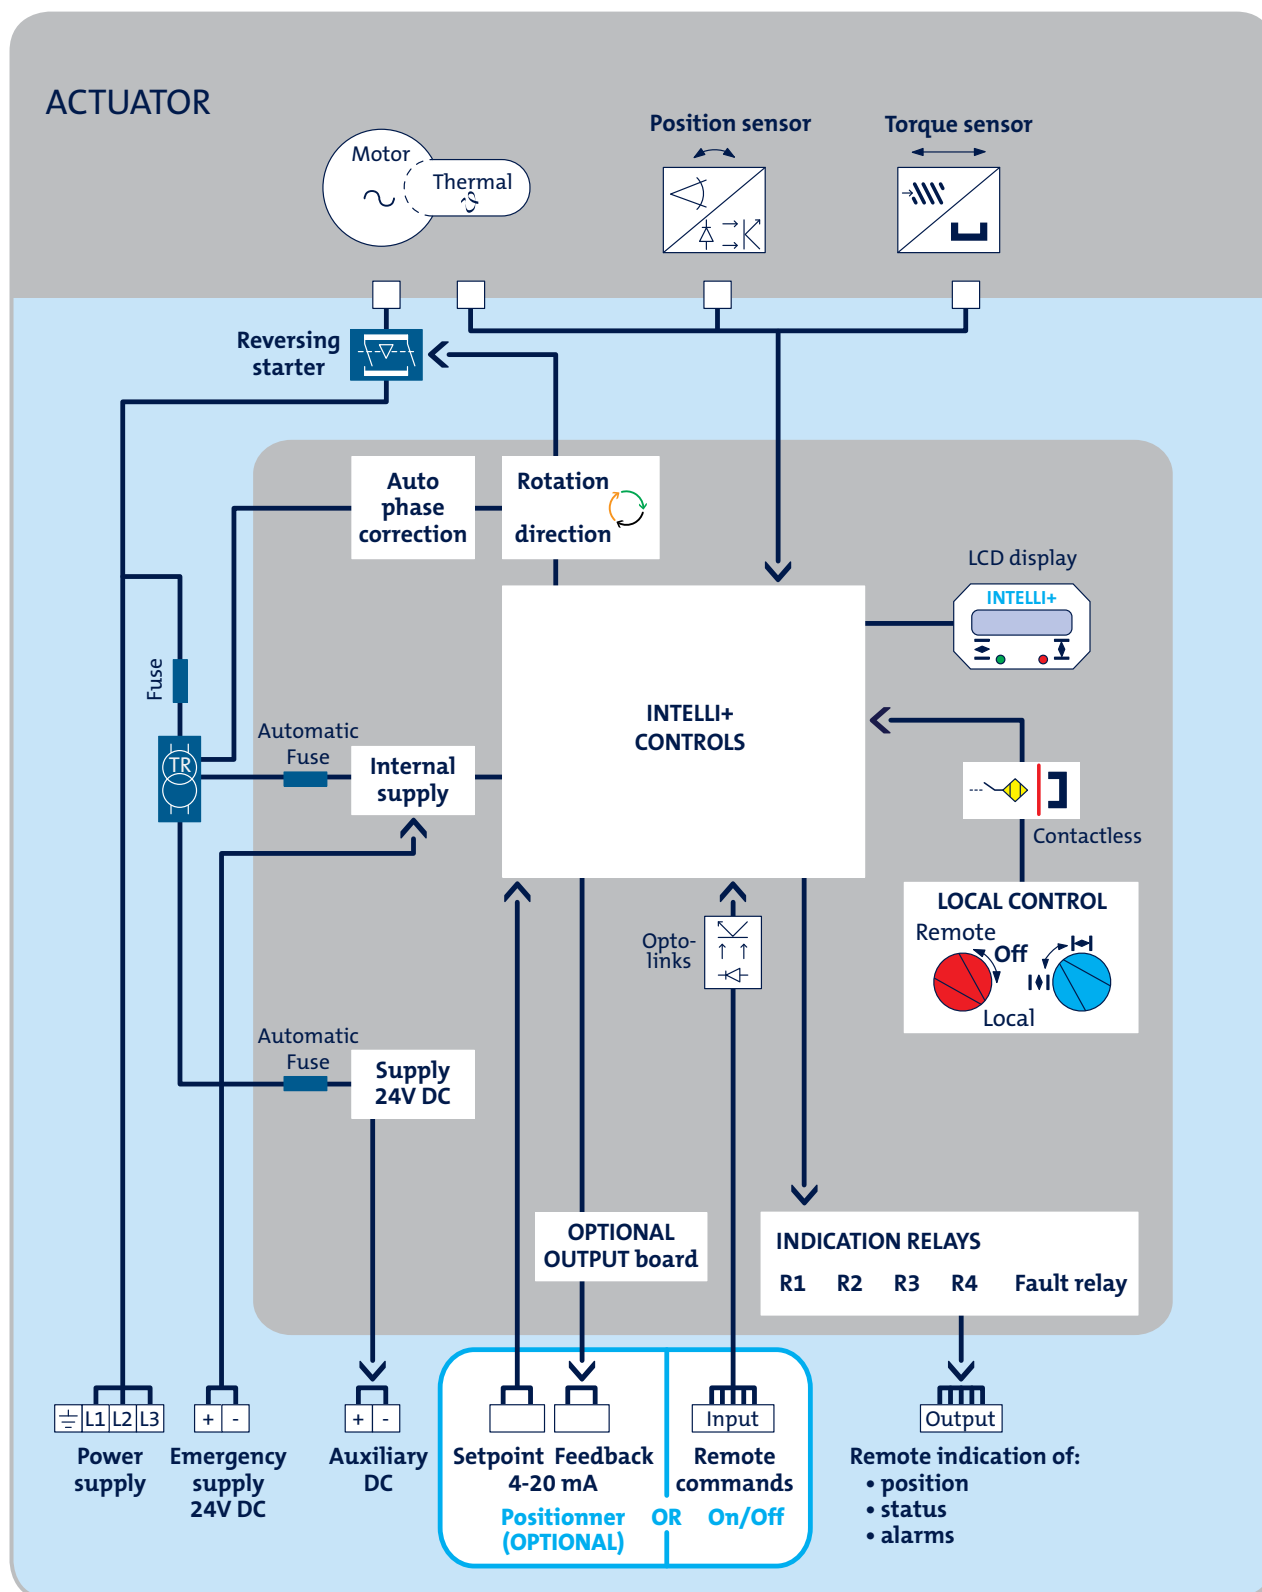 ACTUATOR
Motor
Thermal
Position sensor
Torque sensor
Reversing
starter
Auto
phase
correction
Rotation
direction
LCD display
INTELLI+
Fuse
TR
Automatic
Fuse
Internal
supply
INTELLI+
CONTROLS
Contactless
LOCAL CONTROL
Remote
Off
Local
Opto-
links
Automatic
Fuse
Supply
24V DC
OPTIONAL
OUTPUT board
INDICATION RELAYS
R1 R2 R3 R4 Fault relay
L1 L2 L3
+ -
+ -
Input
Output
Power
supply
Emergency
supply
24V DC
Auxiliary
DC
Setpoint Feedback
4-20 mA
Positionner
(OPTIONAL)
OR
Remote
commands
On/Off
Remote indication of:
• position
• status
• alarms